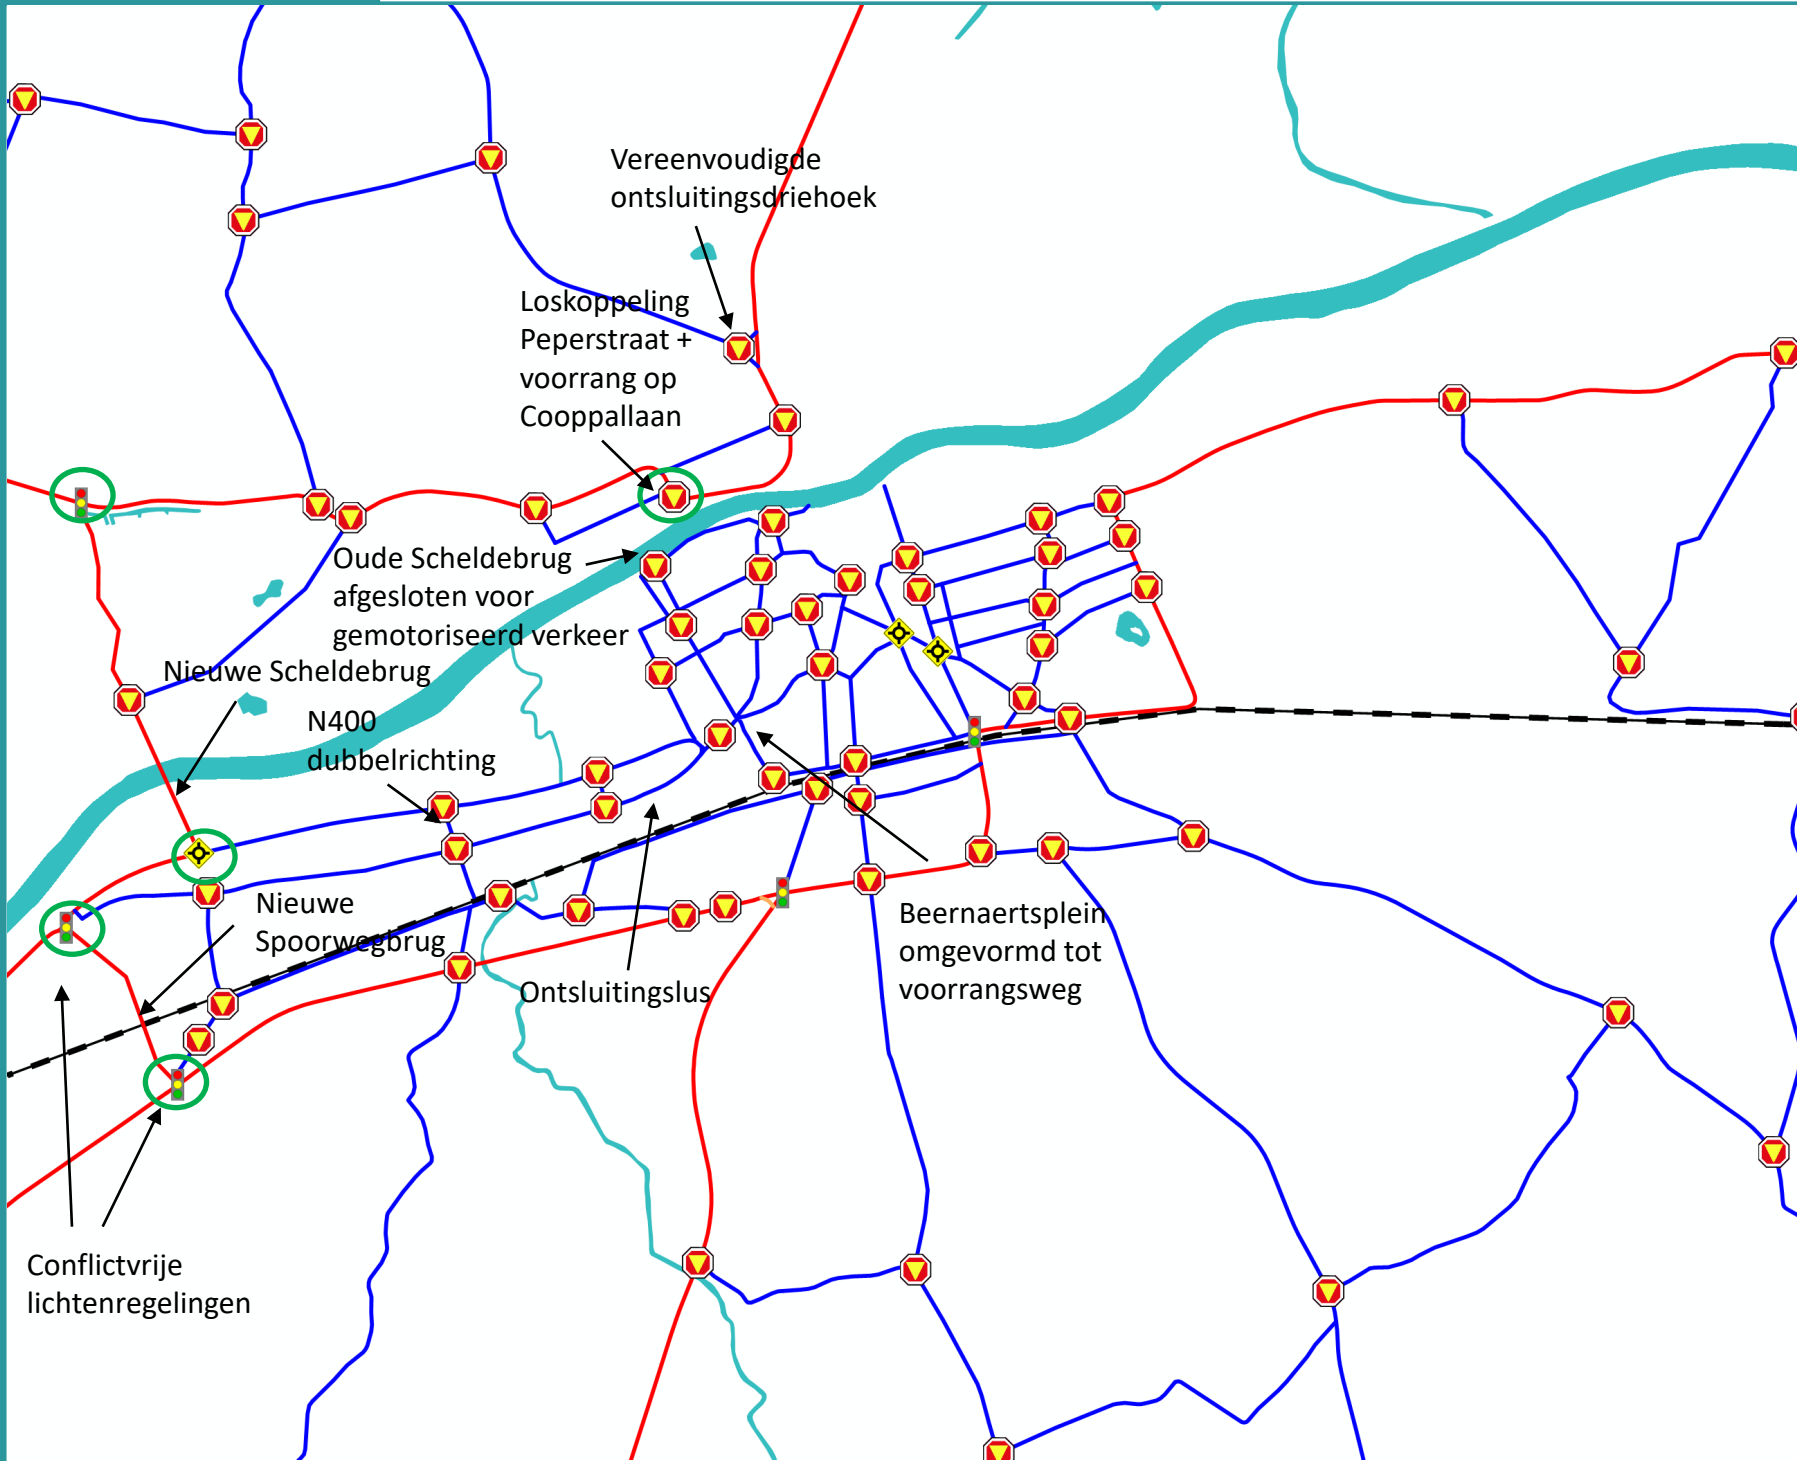 Vereenvoudigde
ontsluitingsdriehoek
Loskoppeling
Peperstraat +
voorrang op
Cooppallaan
Oude Scheldebrug
afgesloten voor
gemotoriseerd verkeer
Nieuwe Scheldebrug
N400
dubbelrichting
Nieuwe
Spoorwegbrug
Ontsluitingslus
Beernaertsplein
omgevormd tot
voorrangsweg
Conflictvrije
lichtenregelingen